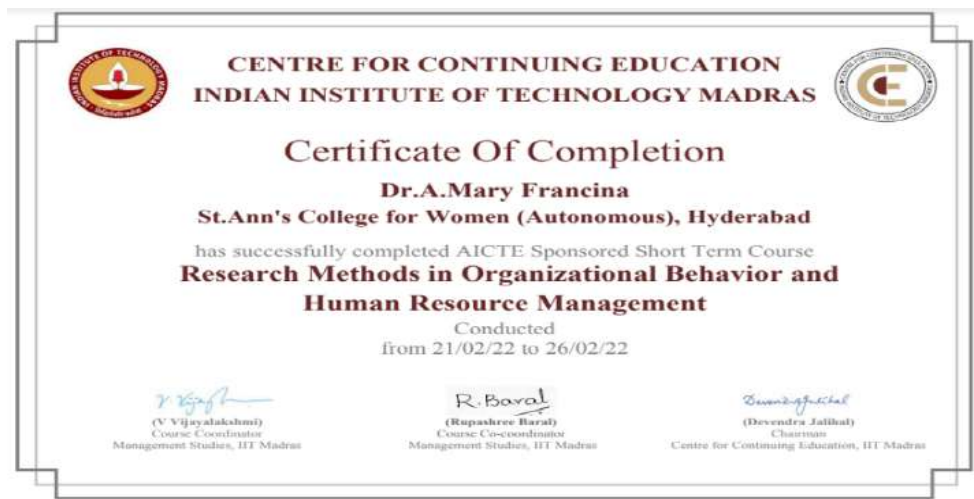 CENTRE FOR CONTINUING EDUCATION
INDIAN INSTITUTE OF TECHNOLOGY MADRAS
Certificate Of Completion
Dr.A.Mary Francina
St.Ann's College for Women (Autonomous), Hyderabad
has successfully completed AICTE Sponsored Short Term Course
Research Methods in Organizational Behavior and
Human Resource Management
Conducted
from 21/02/22 to 26/02/22
R. Baral
(V Vijayalakshmi)
Course Coordinator
Management Studies, IIT Madras
(Rupashree Baral)
Course Co-coordinator
Management Studies, IIT Madras
(Devendra Jalihal)
Chairman
Centre for Continuing Education, IIT Madras